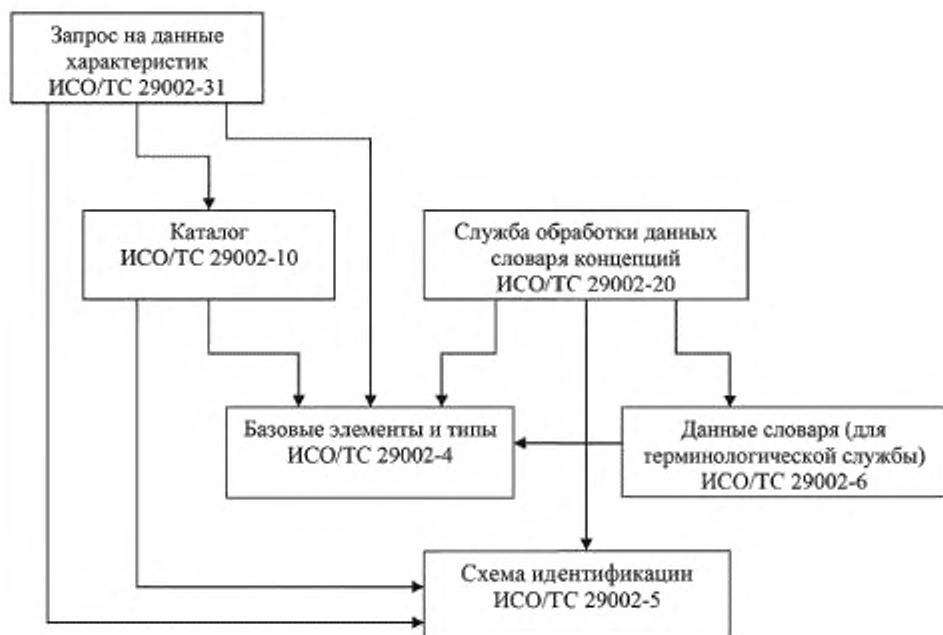 Запрос на данные
характеристик
ИСО/ТС 29002-31
Каталог
ИСО/ТС 29002-10
Служба обработки данных
словаря концепций
ИСО/ТС 29002-20
Базовые элементы и типы
ИСО/ТС 29002-4
Данные словаря (для
терминологической службы)
ИСО/ТС 29002-6
Схема идентификации
ИСО/ТС 29002-5